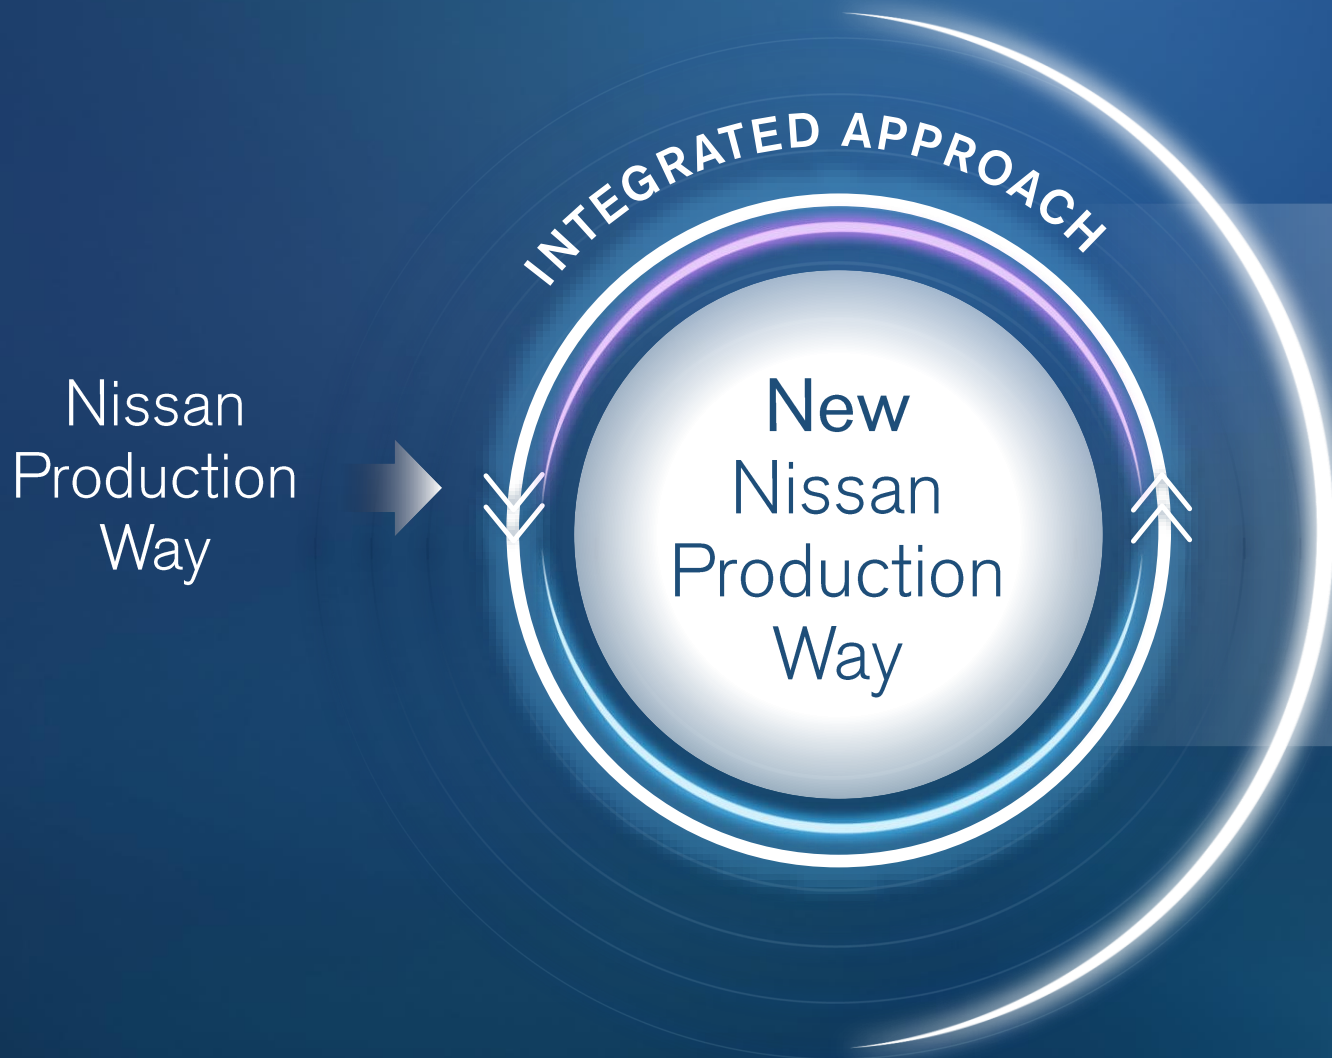 INTEGRATED APPROACH
Nissan
Production
Way
New
Nissan
Production
Way